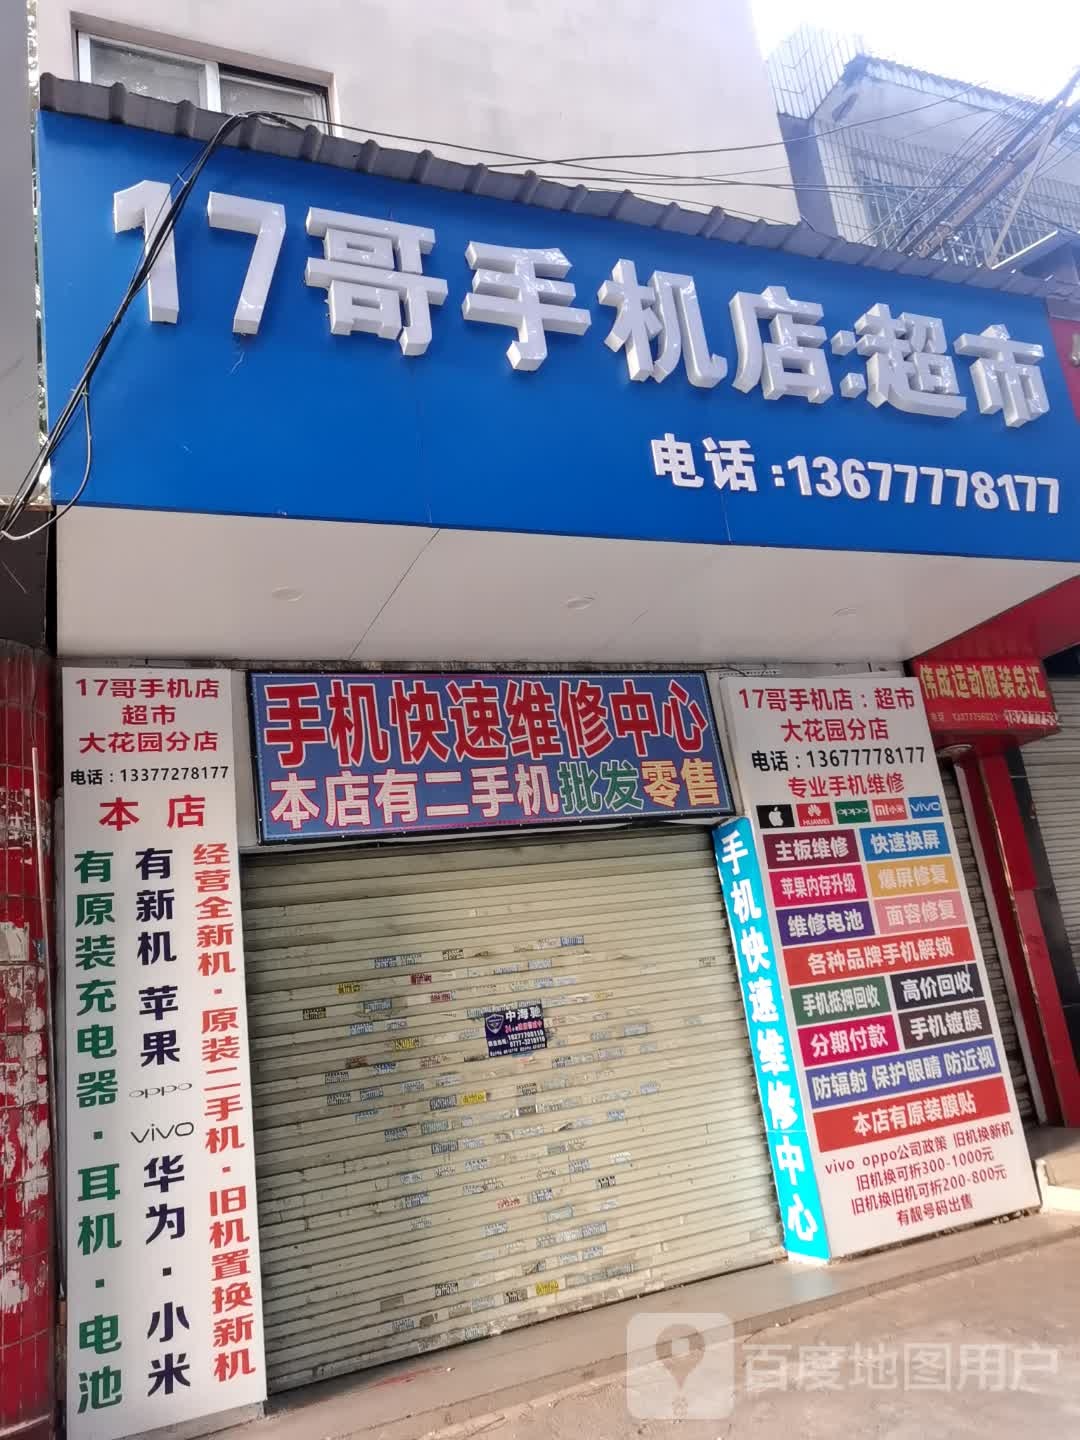 17哥手机店:超市
电话:13677778177
17哥手机店
超市
大花园分店
电话:13377278177
本 店
经营全新机·原装二手机·旧机置换新机
有新机 苹果 oppo vivo 华为·小米
有原装充电器·耳机·电池
手机快速维修中心
本店有二手机批发零售
手机快速维修中心
17哥手机店:超市
大花园分店
电话:13677778177
专业手机维修
HUAWEI oppo 小米 vivo
主板维修 快速换屏
苹果内存升级 爆屏修复
维修电池 面容修复
各种品牌手机解锁
手机抵押回收 高价回收
分期付款 手机镀膜
防辐射 保护眼睛 防近视
本店有原装膜贴
vivo oppo公司政策 旧机换新机
旧机换可折300-1000元
旧机换旧机可折200-800元
有靓号码出售
伟成运动服装总汇
中海驰
百度地图用户